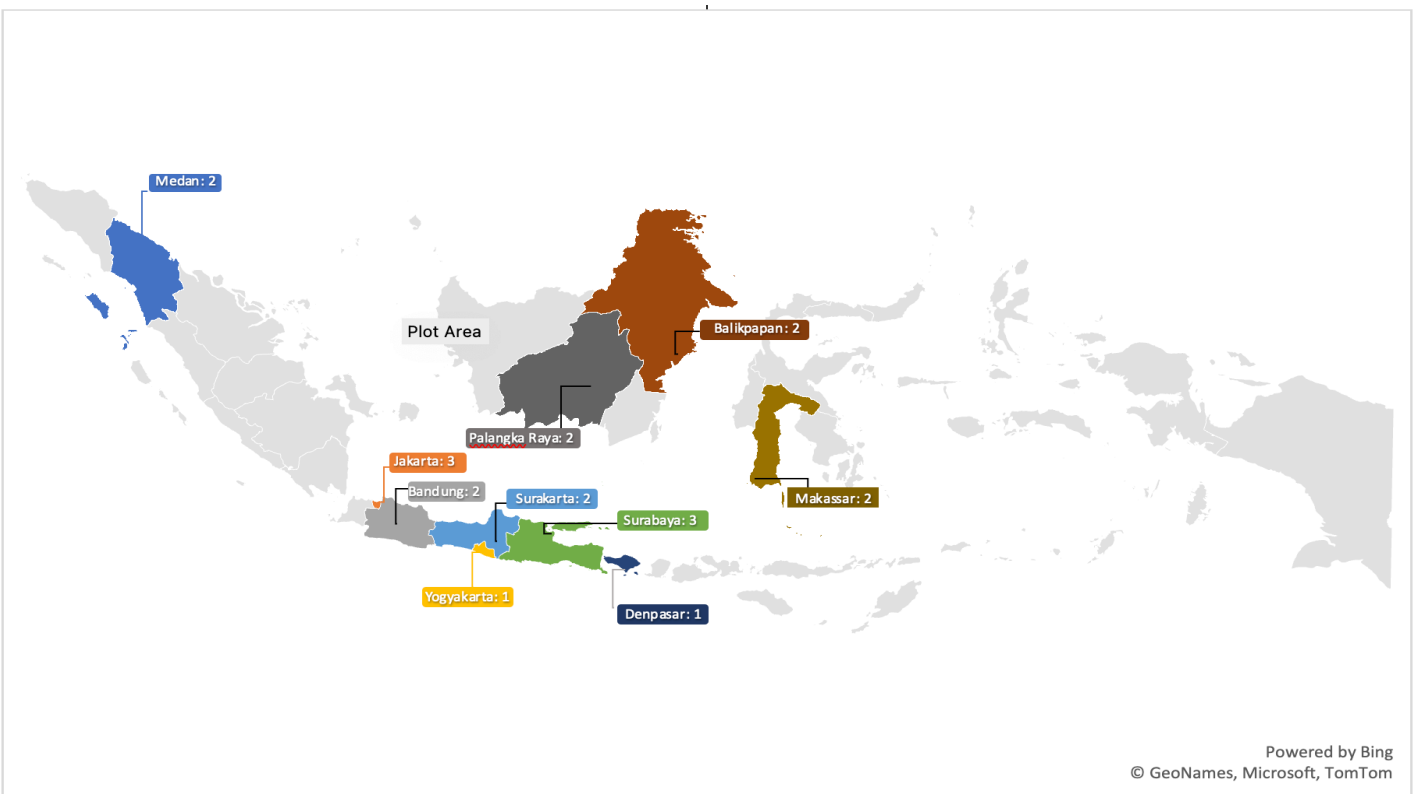 Medan: 2
Plot Area
Balikpapan: 2
Palangka Raya: 2
Jakarta: 3
Bandung: 2
Surakarta: 2
Makassar: 2
Surabaya: 3
Yogyakarta: 1
Denpasar: 1
Powered by Bing
© GeoNames, Microsoft, TomTom